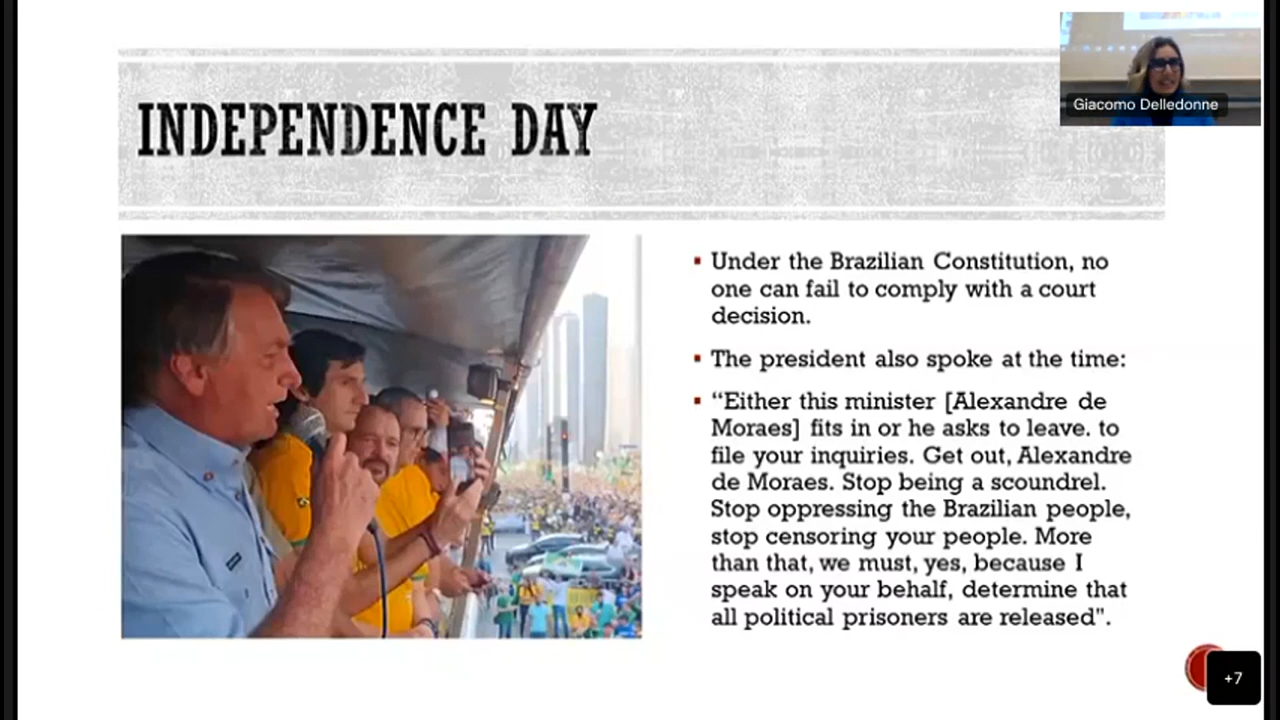 Giacomo Delledonne
INDEPENDENCE DAY
▪ Under the Brazilian Constitution, no
one can fail to comply with a court
decision.
▪ The president also spoke at the time:
▪ “Either this minister [Alexandre de
Moraes] fits in or he asks to leave. to
file your inquiries. Get out, Alexandre
de Moraes. Stop being a scoundrel.
Stop oppressing the Brazilian people,
stop censoring your people. More
than that, we must, yes, because I
speak on your behalf, determine that
all political prisoners are released".
+7